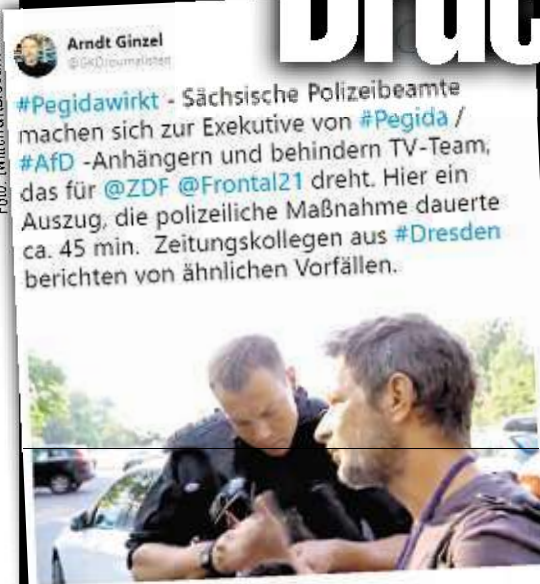 Druc
Arndt Ginzel
@GKDJournalisten
#Pegidawirkt - Sächsische Polizeibeamte
machen sich zur Exekutive von #Pegida /
#AfD -Anhängern und behindern TV-Team,
das für @ZDF @Frontal21 dreht. Hier ein
Auszug, die polizeiliche Maßnahme dauerte
ca. 45 min. Zeitungskollegen aus #Dresden
berichten von ähnlichen Vorfällen.